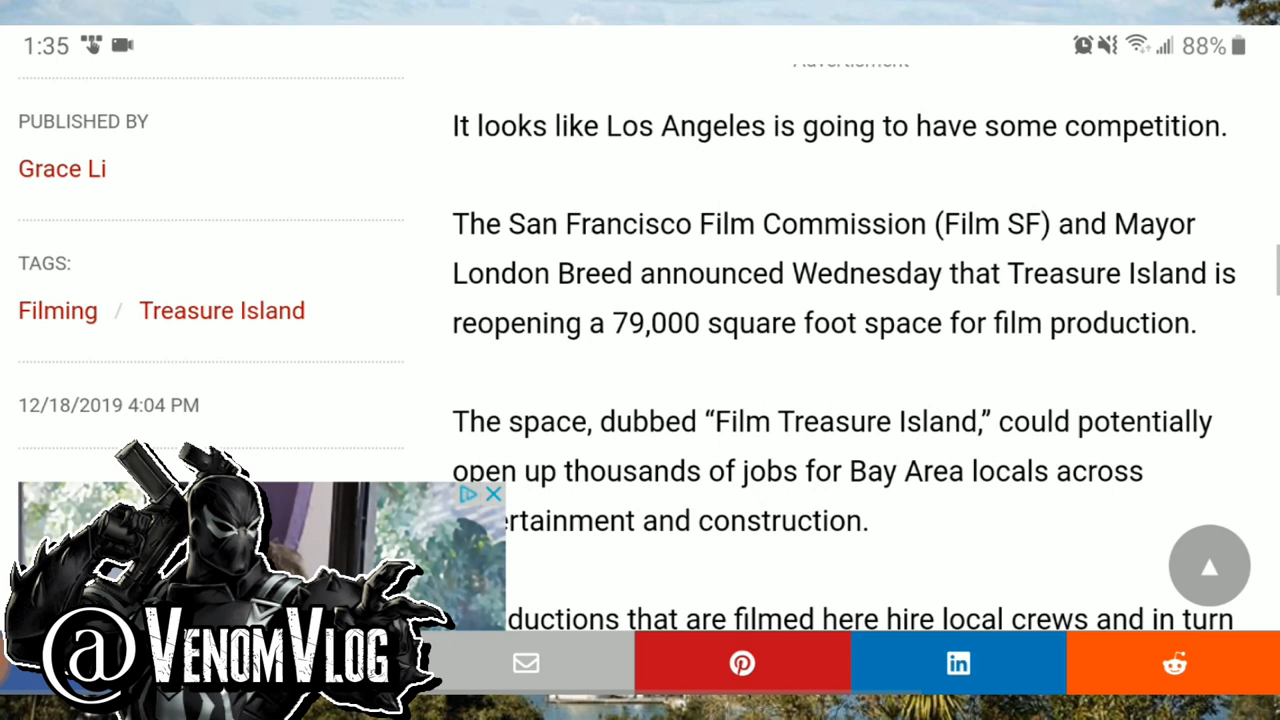 1:35
88%
Advertisement
PUBLISHED BY
Grace Li
TAGS:
Filming / Treasure Island
12/18/2019 4:04 PM
It looks like Los Angeles is going to have some competition.
The San Francisco Film Commission (Film SF) and Mayor
London Breed announced Wednesday that Treasure Island is
reopening a 79,000 square foot space for film production.
The space, dubbed “Film Treasure Island,” could potentially
open up thousands of jobs for Bay Area locals across
ertainment and construction.
ductions that are filmed here hire local crews and in turn
@VENOMVLOG